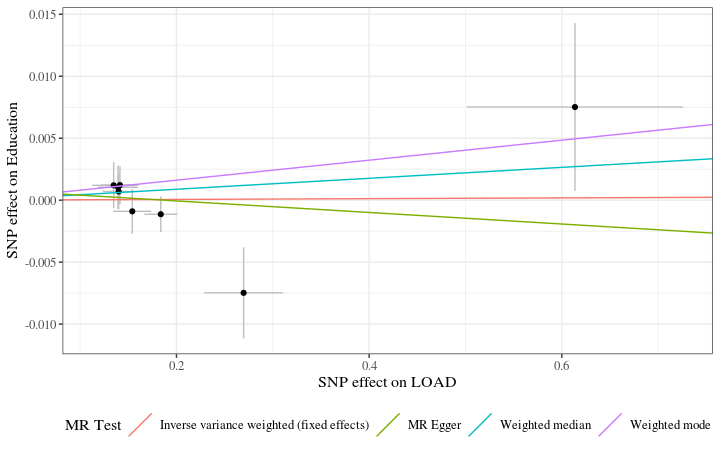 0.015
0.010
0.005
0.000
-0.005
-0.010
SNP effect on Education
0.2 0.4 0.6
SNP effect on LOAD
MR Test Inverse variance weighted (fixed effects) MR Egger Weighted median Weighted mode